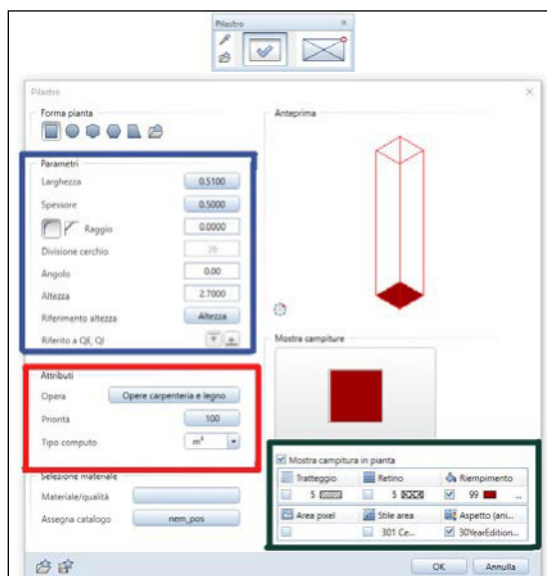 Pilastro
Pilastro
Forma pianta
Anteprima
Parametri
Larghezza 0.5100
Spessore 0.5000
Raggio 0.0000
Divisione cerchio 36
Angolo 0.00
Altezza 2.7000
Riferimento altezza Altezza
Riferito a QE, QI
Mostra campiture
Attributi
Opera Opere carpenteria e legno
Priorità 100
Tipo computo m³
Mostra campitura in pianta
Tratteggio Retino Riempimento
5 5 99 ...
Area pixel Stile area Aspetto (ani...
301 Ce... 30YearEdition...
Selezione materiale
Materiale/qualità
Assegna catalogo nem_pos
OK Annulla